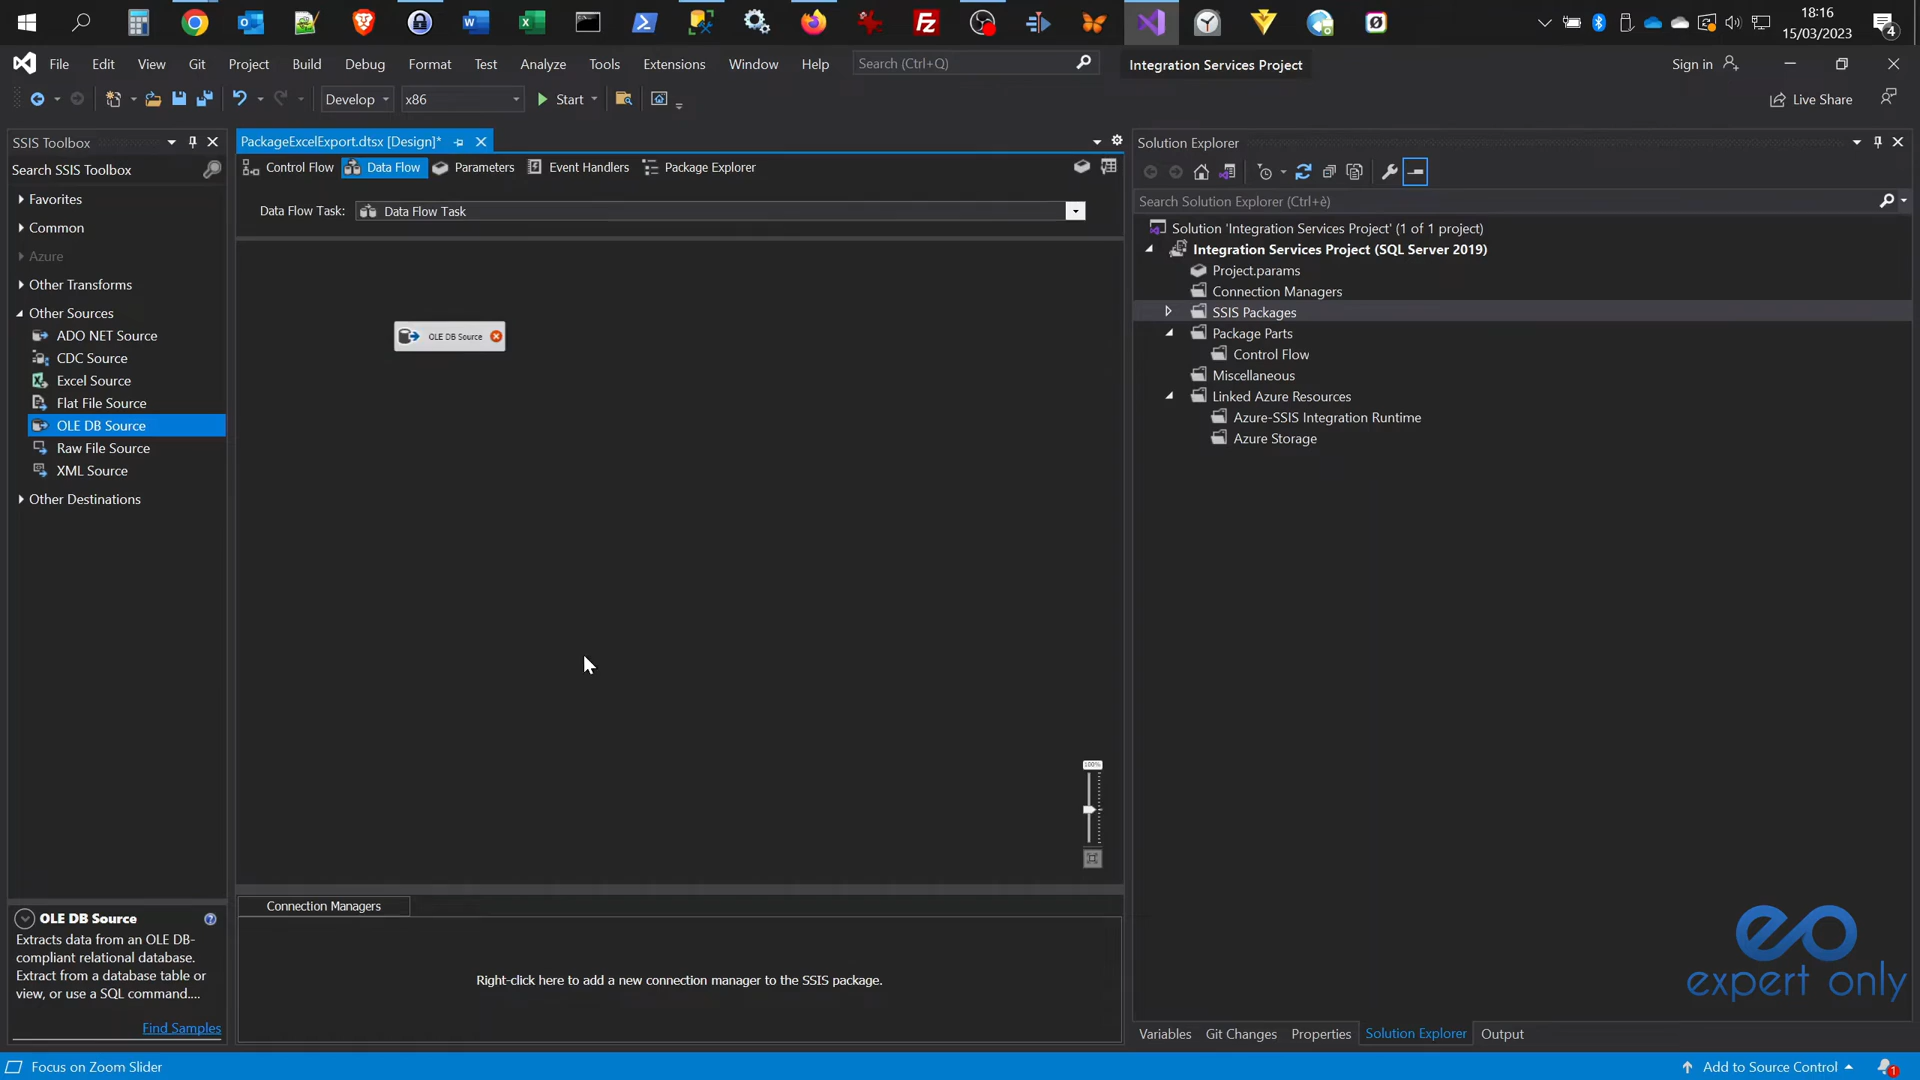 18:16
15/03/2023
4
File Edit View Git Project Build Debug Format Test Analyze Tools Extensions Window Help
Search (Ctrl+Q)
Integration Services Project
Sign in
Develop x86 Start
Live Share
SSIS Toolbox
Search SSIS Toolbox
Favorites
Common
Azure
Other Transforms
Other Sources
ADO NET Source
CDC Source
Excel Source
Flat File Source
OLE DB Source
Raw File Source
XML Source
Other Destinations
OLE DB Source
Extracts data from an OLE DB-
compliant relational database.
Extract from a database table or
view, or use a SQL command....
Find Samples
PackageExcelExport.dtsx [Design]*
Control Flow Data Flow Parameters Event Handlers Package Explorer
Data Flow Task: Data Flow Task
OLE DB Source
100%
Connection Managers
Right-click here to add a new connection manager to the SSIS package.
Solution Explorer
Search Solution Explorer (Ctrl+è)
Solution 'Integration Services Project' (1 of 1 project)
Integration Services Project (SQL Server 2019)
Project.params
Connection Managers
SSIS Packages
Package Parts
Control Flow
Miscellaneous
Linked Azure Resources
Azure-SSIS Integration Runtime
Azure Storage
eo
expert only
Variables Git Changes Properties Solution Explorer Output
Focus on Zoom Slider
Add to Source Control
1